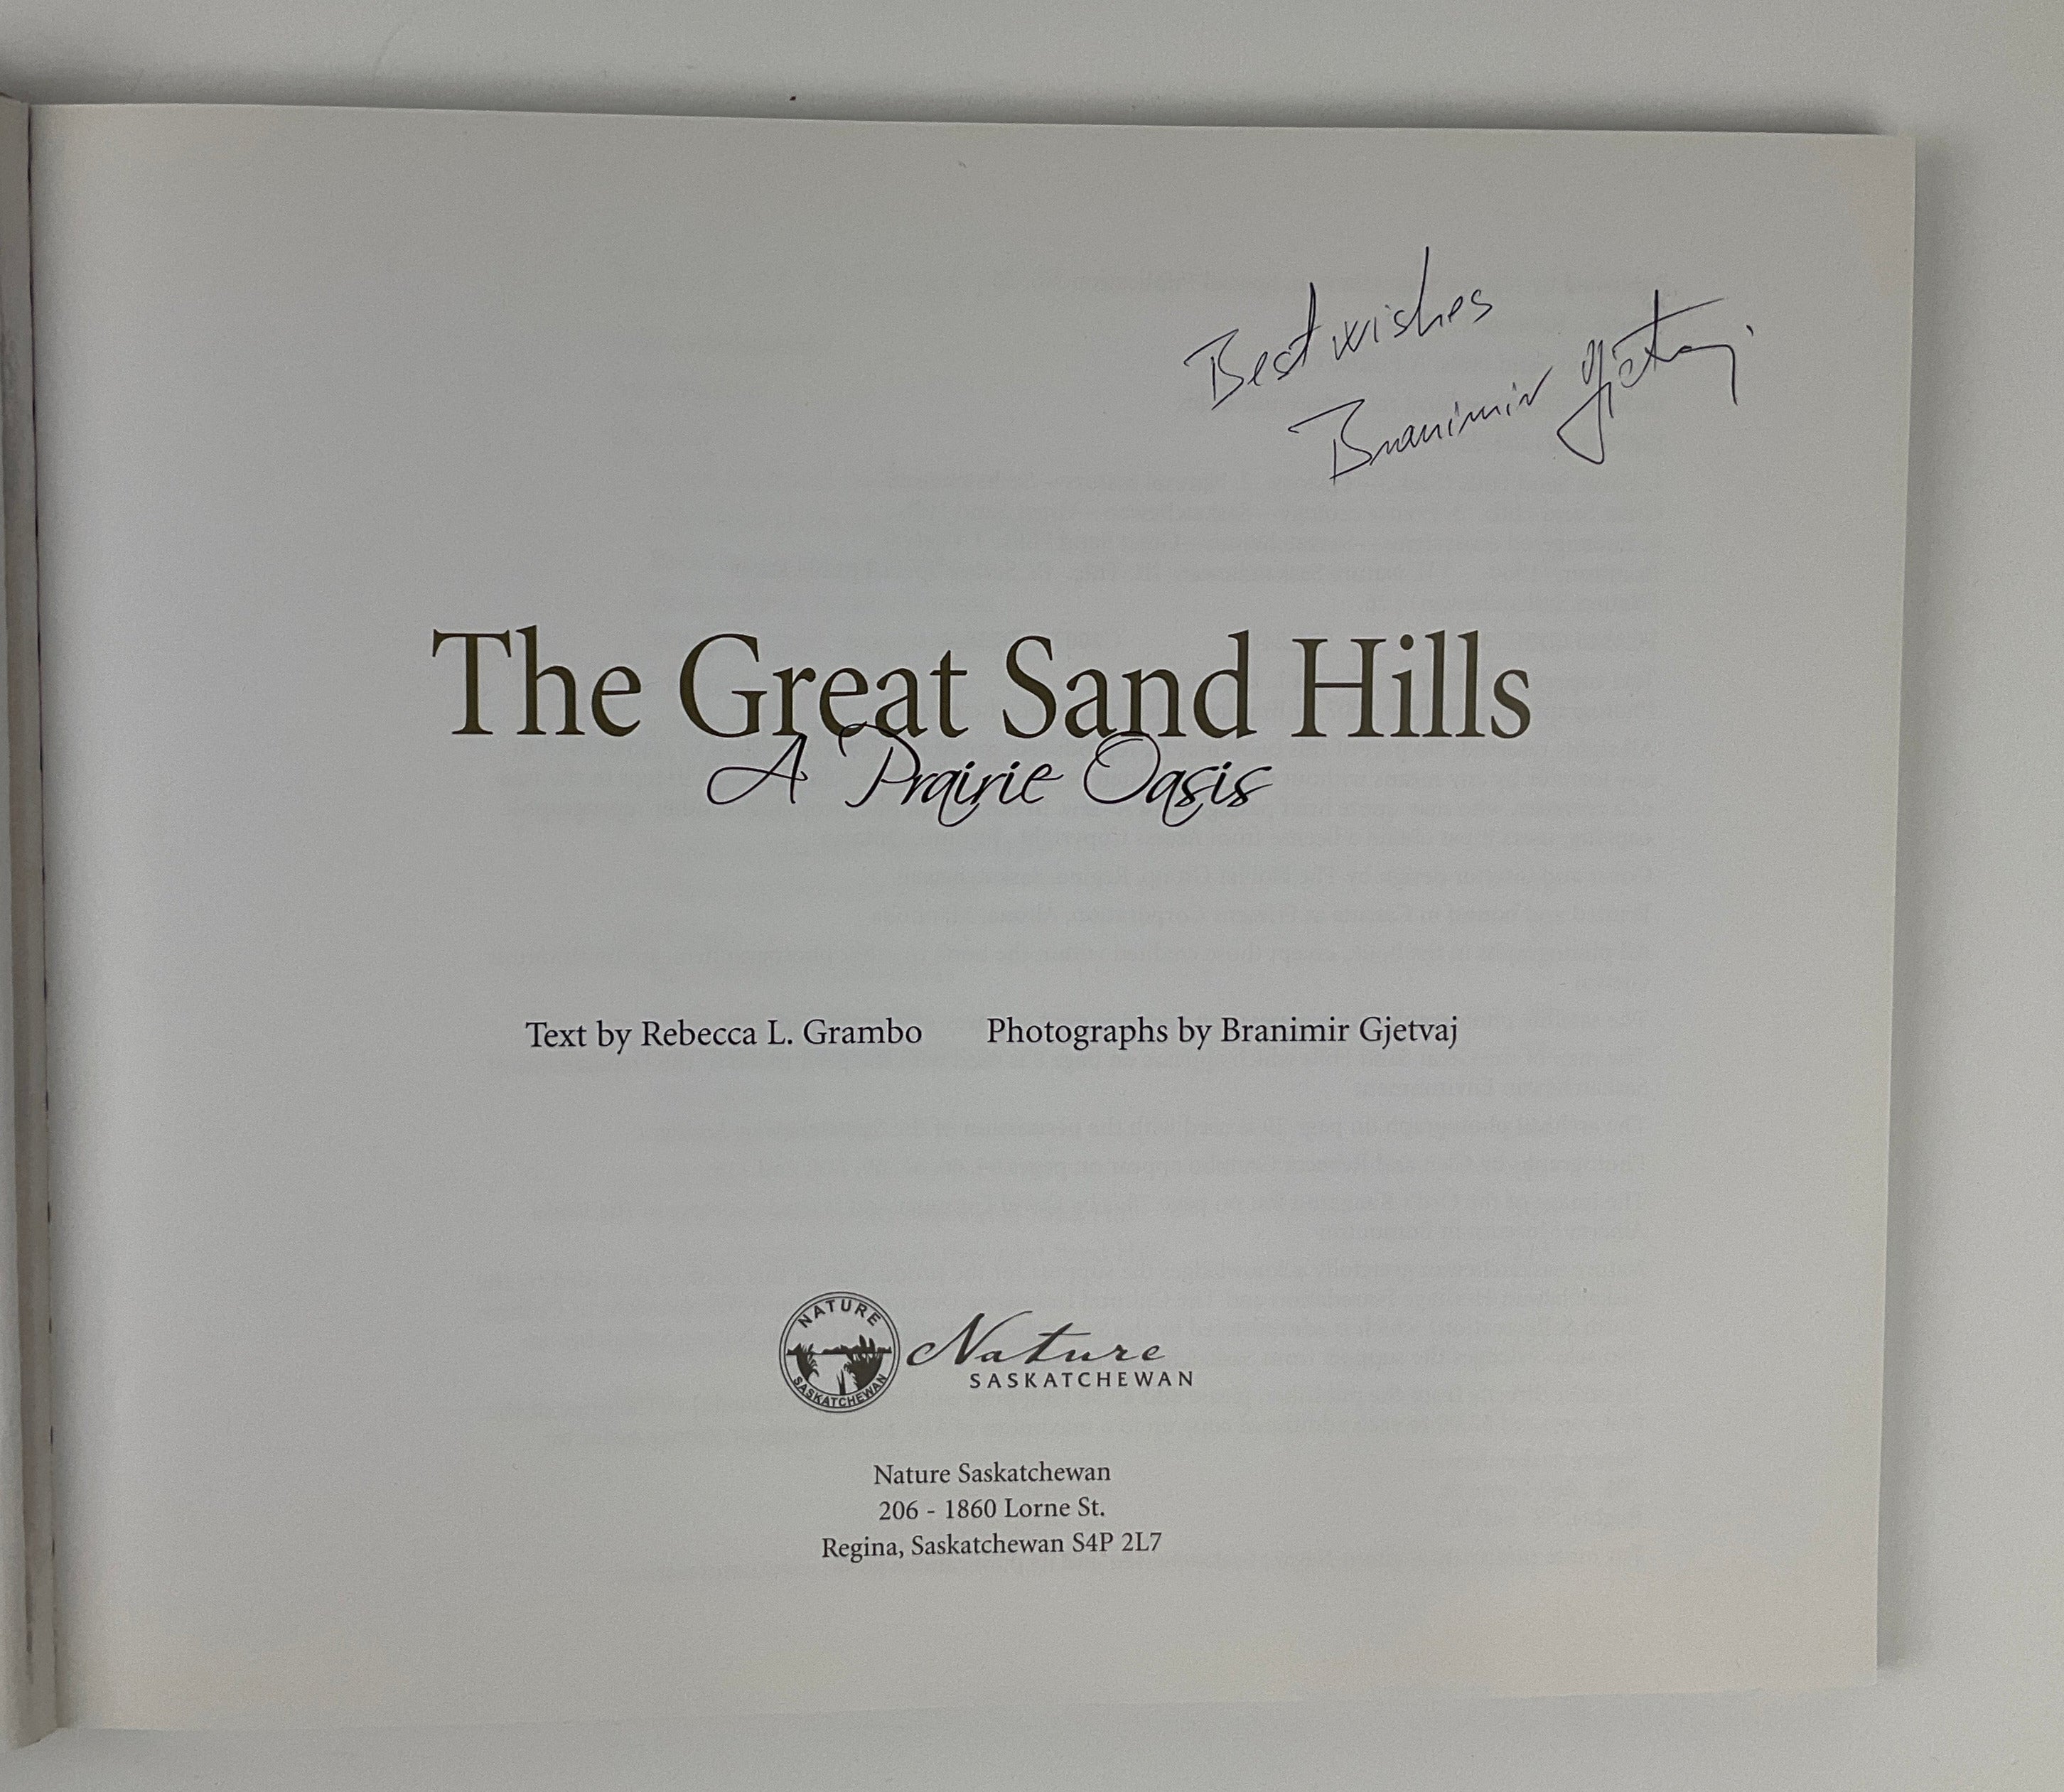 Best wishes
Branimir Gjetvaj
The Great Sand Hills
A Prairie Oasis
Text by Rebecca L. Grambo Photographs by Branimir Gjetvaj
NATURE
SASKATCHEWAN
Nature
SASKATCHEWAN
Nature Saskatchewan
206 - 1860 Lorne St.
Regina, Saskatchewan S4P 2L7